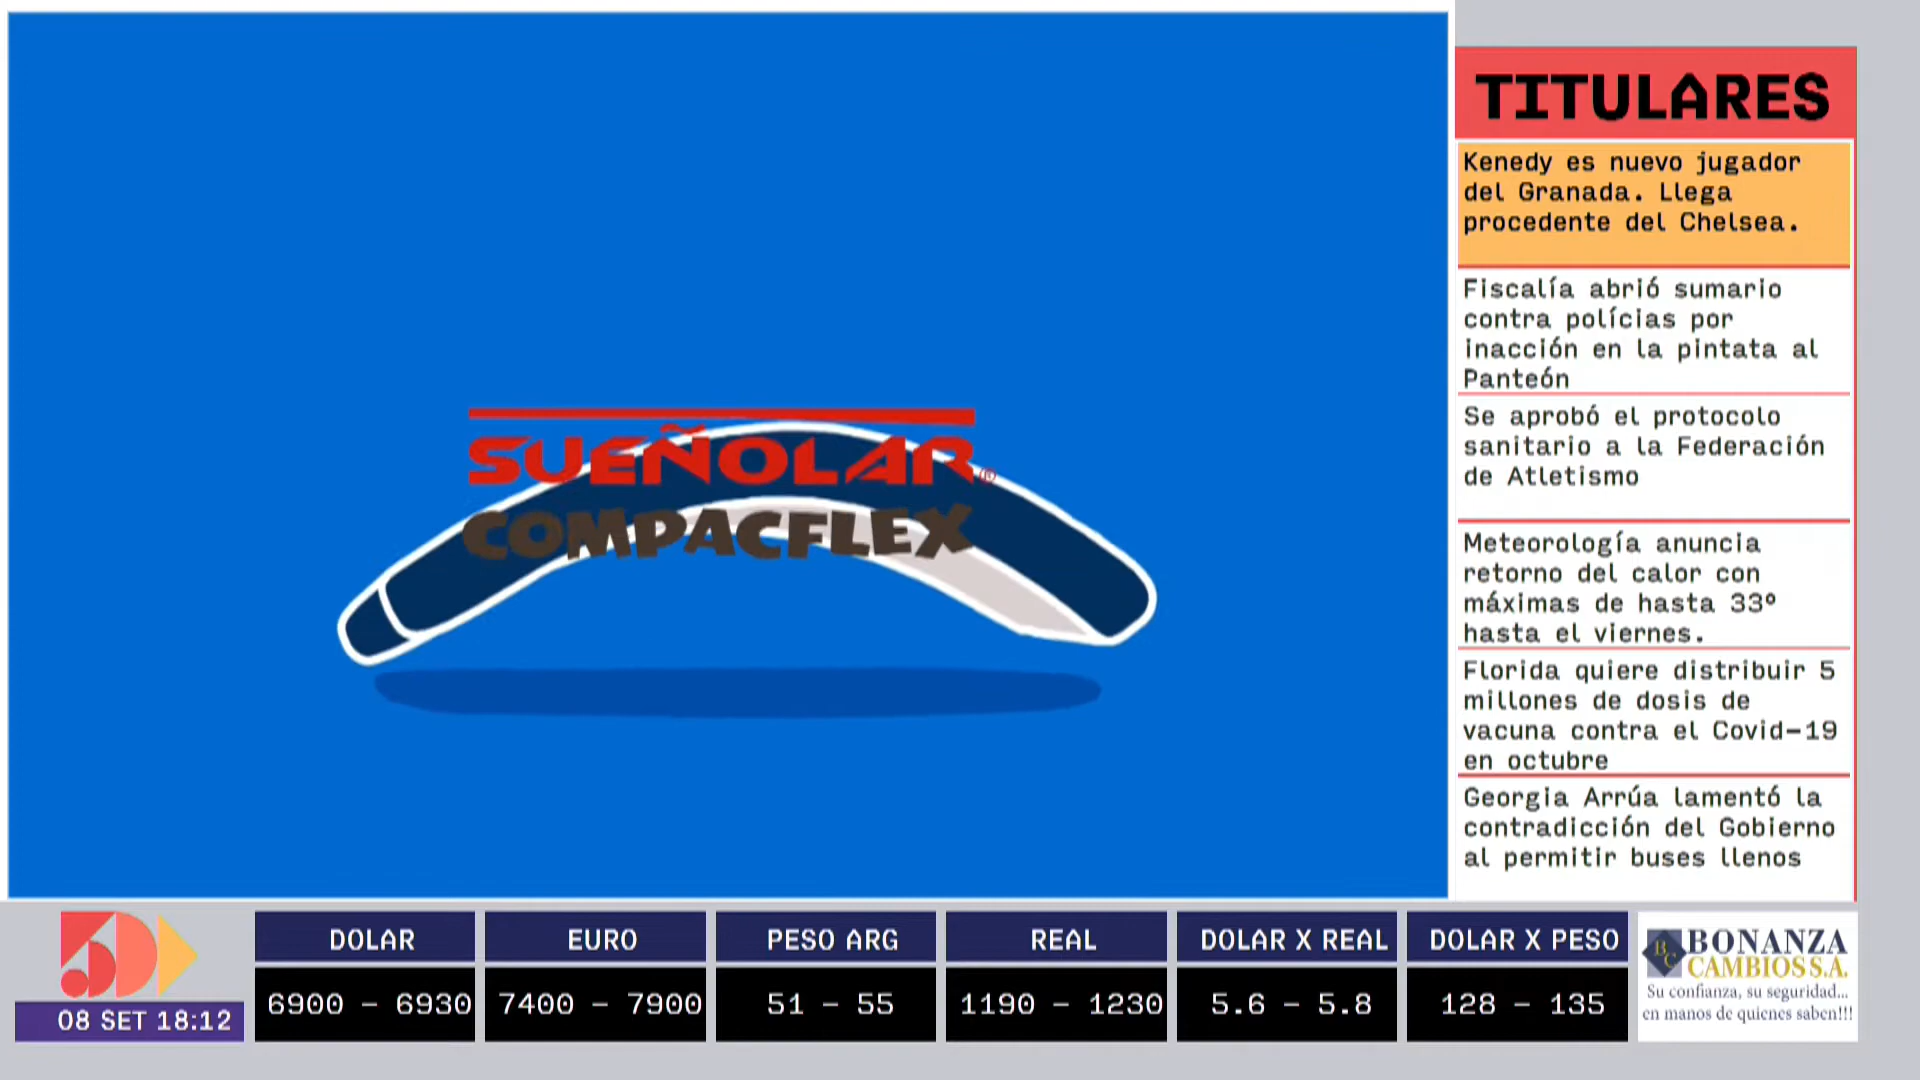 SUEÑOLAR®
COMPACFLEX
TITULARES
Kenedy es nuevo jugador
del Granada. Llega
procedente del Chelsea.
Fiscalía abrió sumario
contra polícias por
inacción en la pintata al
Panteón
Se aprobó el protocolo
sanitario a la Federación
de Atletismo
Meteorología anuncia
retorno del calor con
máximas de hasta 33º
hasta el viernes.
Florida quiere distribuir 5
millones de dosis de
vacuna contra el Covid-19
en octubre
Georgia Arrúa lamentó la
contradicción del Gobierno
al permitir buses llenos
5D
08 SET 18:12
DOLAR
6900 - 6930
EURO
7400 - 7900
PESO ARG
51 - 55
REAL
1190 - 1230
DOLAR X REAL
5.6 - 5.8
DOLAR X PESO
128 - 135
BC
BONANZA
CAMBIOS S.A.
Su confianza, su seguridad...
en manos de quienes saben!!!